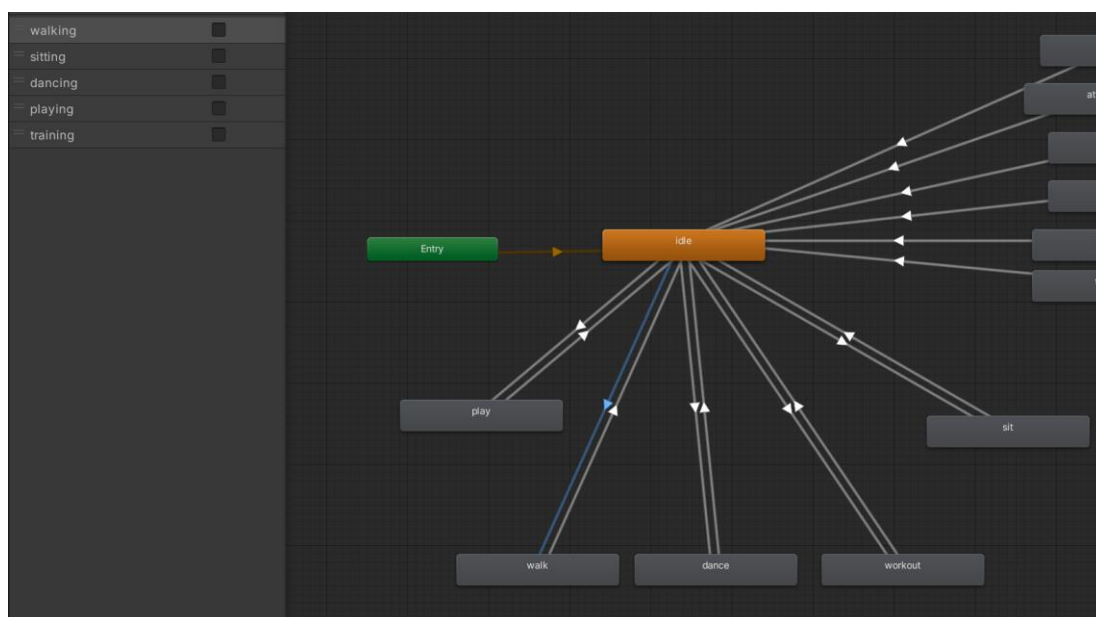 walking
sitting
dancing
playing
training
Entry
idle
play
sit
walk
dance
workout